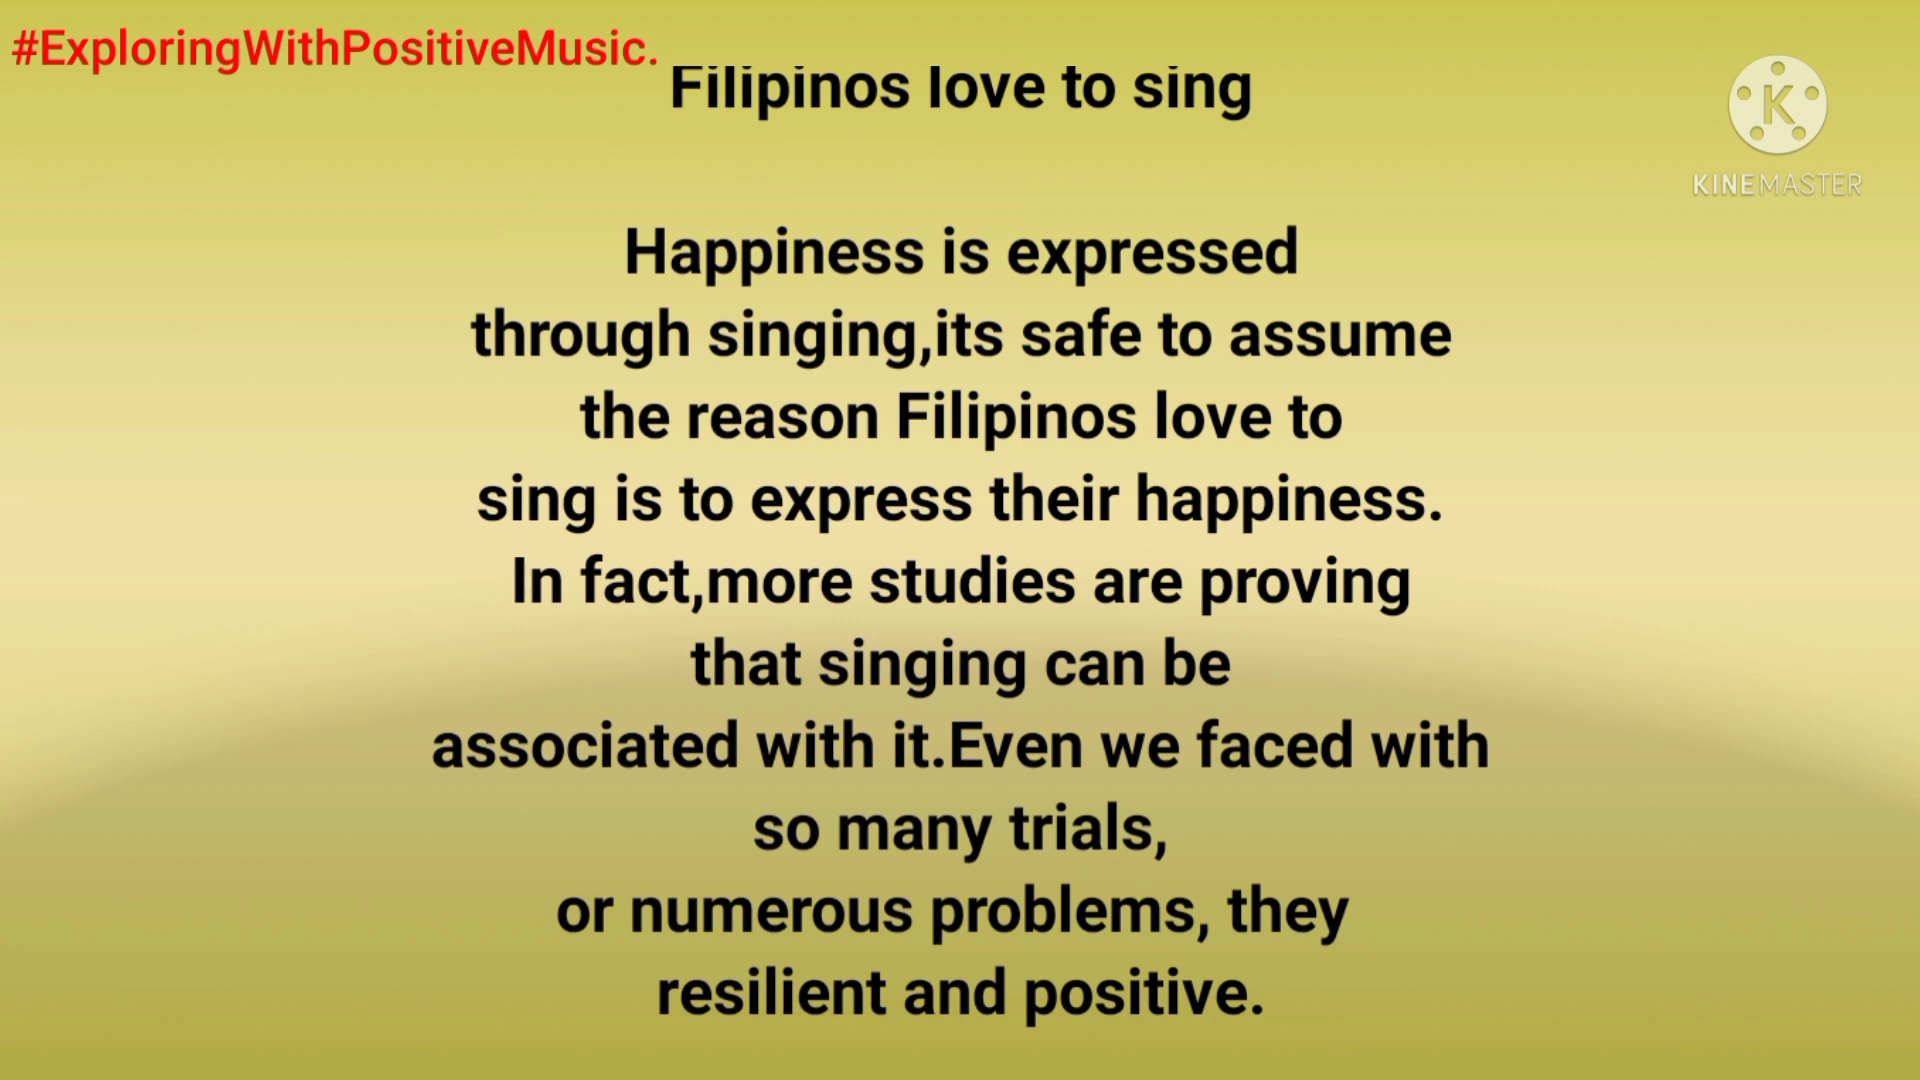 #ExploringWithPositiveMusic.
Filipinos love to sing
K
KINEMASTER
Happiness is expressed
through singing,its safe to assume
the reason Filipinos love to
sing is to express their happiness.
In fact,more studies are proving
that singing can be
associated with it.Even we faced with
so many trials,
or numerous problems, they
resilient and positive.